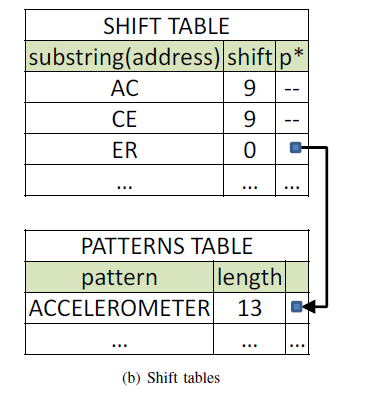 SHIFT TABLE
substring(address) shift p*
AC 9 --
CE 9 --
ER 0
... ... ...
PATTERNS TABLE
pattern length
ACCELEROMETER 13
... ... ...
(b) Shift tables